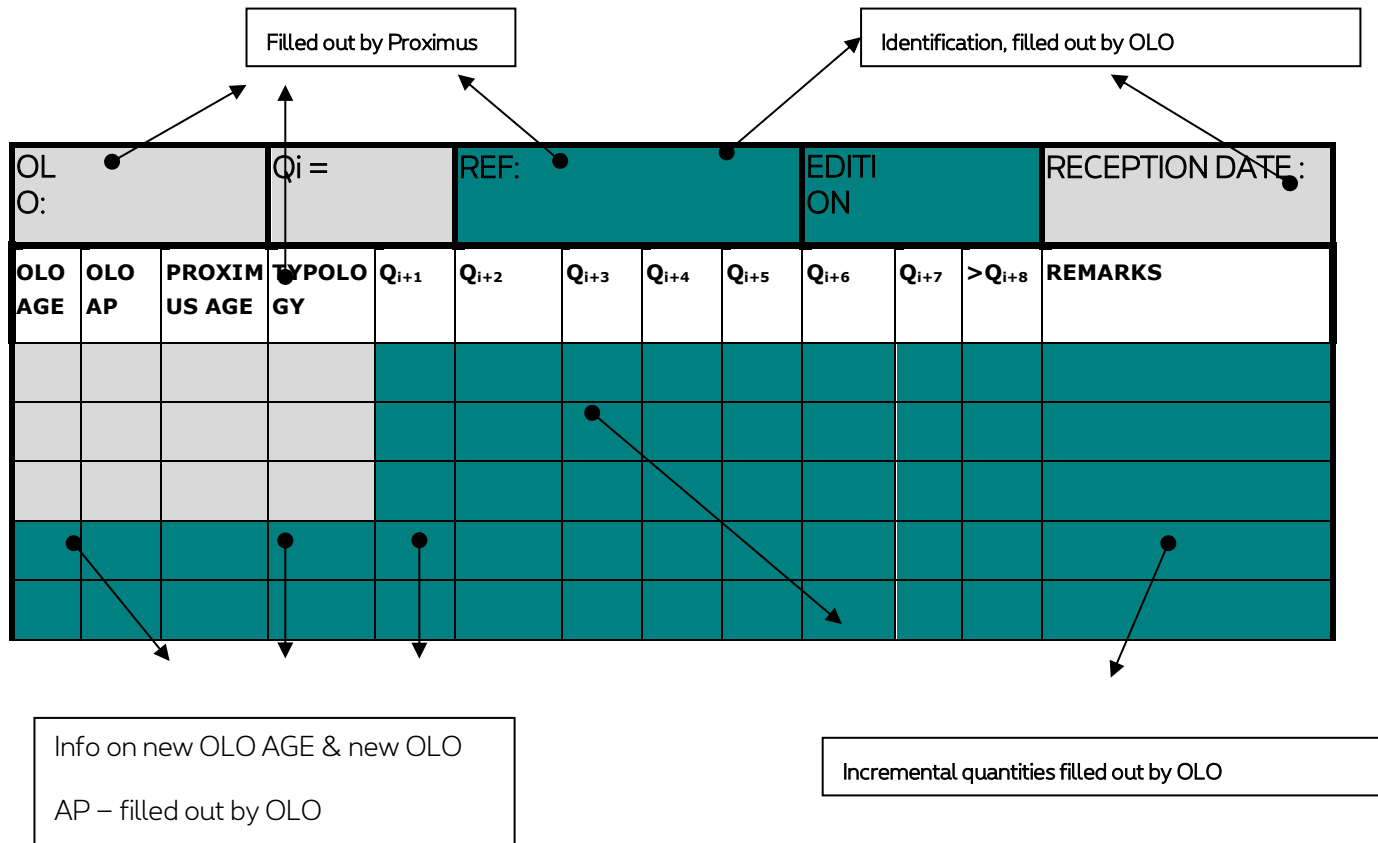 Filled out by Proximus
Identification, filled out by OLO
OL
O:
Qi =
REF:
EDITI
ON
RECEPTION DATE :
OLO
AGE
OLO
AP
PROXIM
US AGE
TYPOLO
GY
Qi+1
Qi+2
Qi+3
Qi+4
Qi+5
Qi+6
Qi+7
>Qi+8
REMARKS
Info on new OLO AGE & new OLO
AP – filled out by OLO
Incremental quantities filled out by OLO